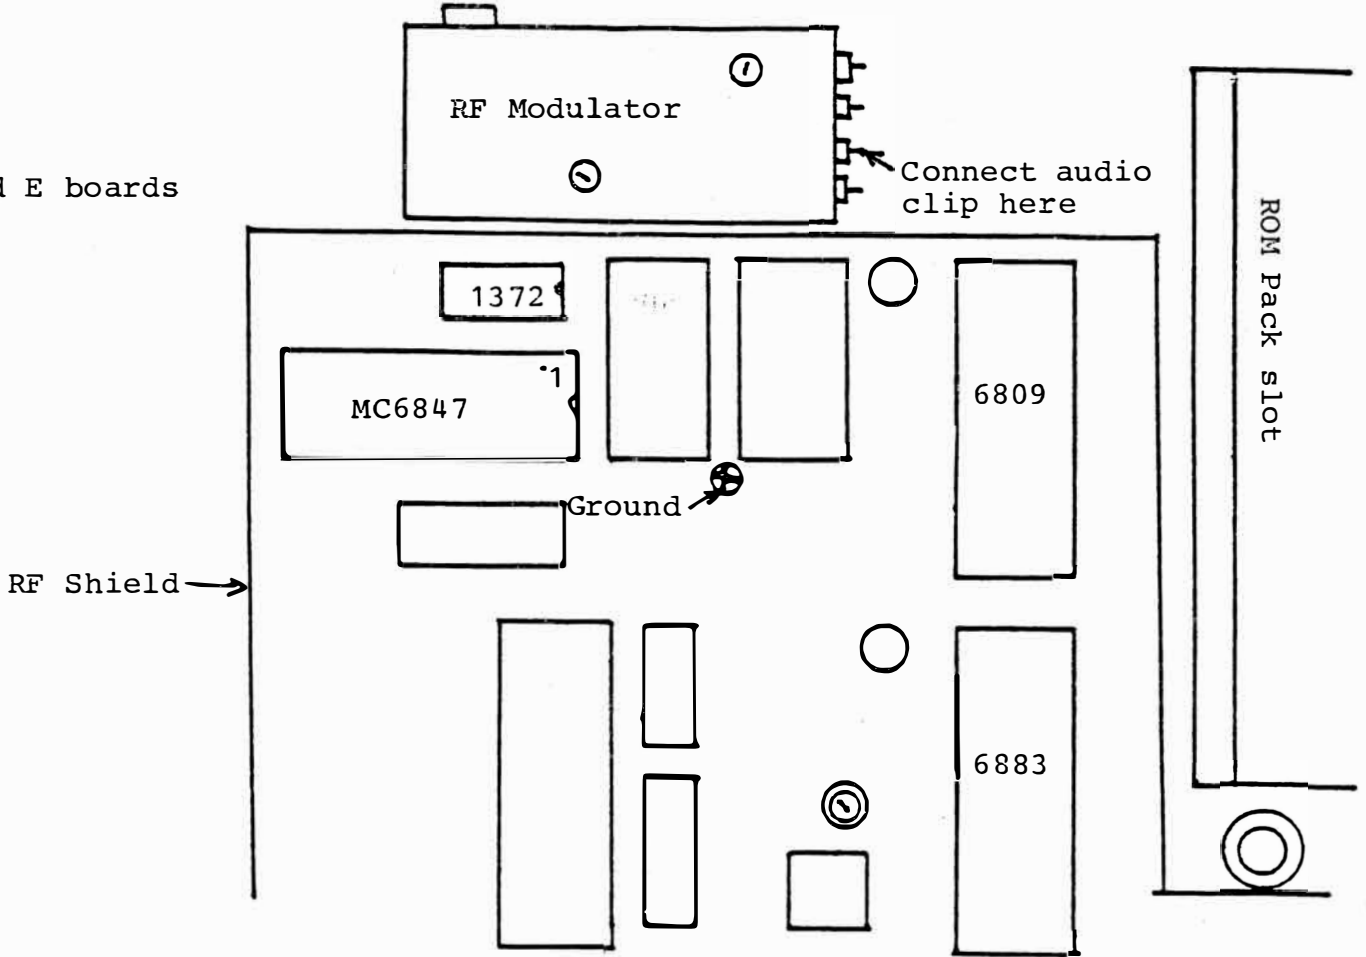 RF Modulator
Connect audio
clip here
E boards
ROM Pack slot
1372
·1
MC6847
6809
Ground
RF Shield
6883